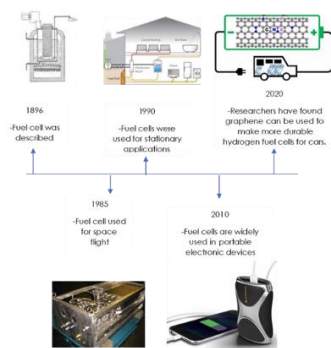 1896
-Fuel cell was
described
1990
-Fuel cells were
used for stationary
applications
2020
-Researchers have found
graphene can be used to
make more durable
hydrogen fuel cells for cars.
1985
-Fuel cell used
for space
flight
2010
-Fuel cells are widely
used in portable
electronic devices